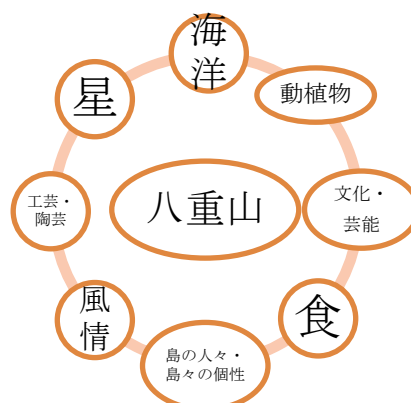 海
洋
動植物
文化・
芸能
食
島の人々・
島々の個性
風
情
工芸・
陶芸
星
八重山